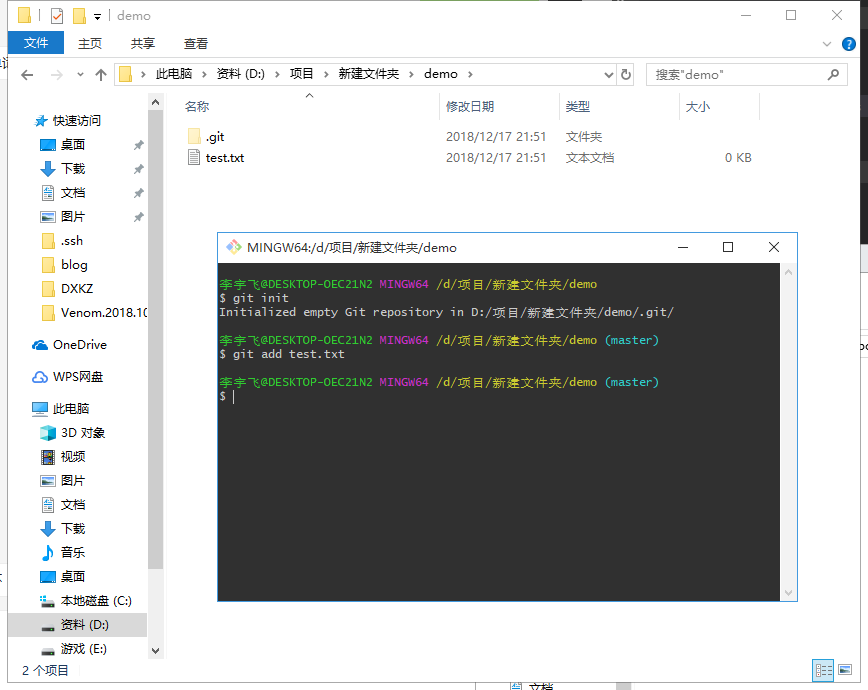 demo
文件 主页 共享 查看
此电脑 > 资料 (D:) > 项目 > 新建文件夹 > demo >
搜索"demo"
名称 修改日期 类型 大小
.git 2018/12/17 21:51 文件夹
test.txt 2018/12/17 21:51 文本文档 0 KB
快速访问
桌面
下载
文档
图片
.ssh
blog
DXKZ
Venom.2018.10
OneDrive
WPS网盘
此电脑
3D 对象
视频
图片
文档
下载
音乐
桌面
本地磁盘 (C:)
资料 (D:)
游戏 (E:)
2 个项目
MINGW64:/d/项目/新建文件夹/demo
李宇飞@DESKTOP-OEC21N2 MINGW64 /d/项目/新建文件夹/demo
$ git init
Initialized empty Git repository in D:/项目/新建文件夹/demo/.git/
李宇飞@DESKTOP-OEC21N2 MINGW64 /d/项目/新建文件夹/demo (master)
$ git add test.txt
李宇飞@DESKTOP-OEC21N2 MINGW64 /d/项目/新建文件夹/demo (master)
$
文档